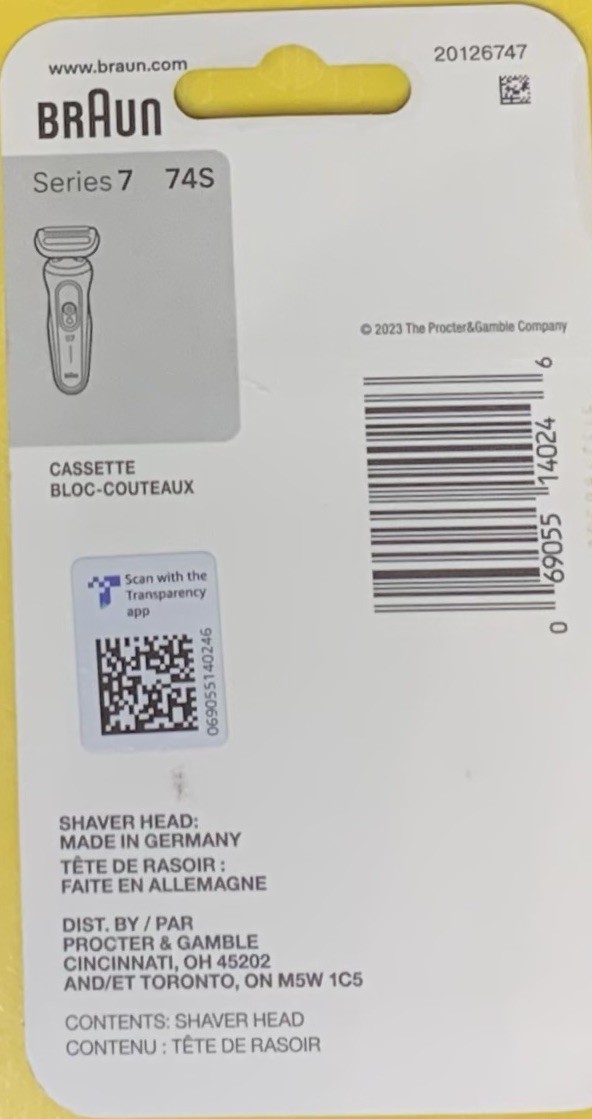 www.braun.com
20126747
BRAUN
Series 7 74S
© 2023 The Procter&Gamble Company
0 69055 14024 6
CASSETTE
BLOC-COUTEAUX
Scan with the
Transparency
app
069055140246
SHAVER HEAD:
MADE IN GERMANY
TÊTE DE RASOIR :
FAITE EN ALLEMAGNE
DIST. BY / PAR
PROCTER & GAMBLE
CINCINNATI, OH 45202
AND/ET TORONTO, ON M5W 1C5
CONTENTS: SHAVER HEAD
CONTENU : TÊTE DE RASOIR